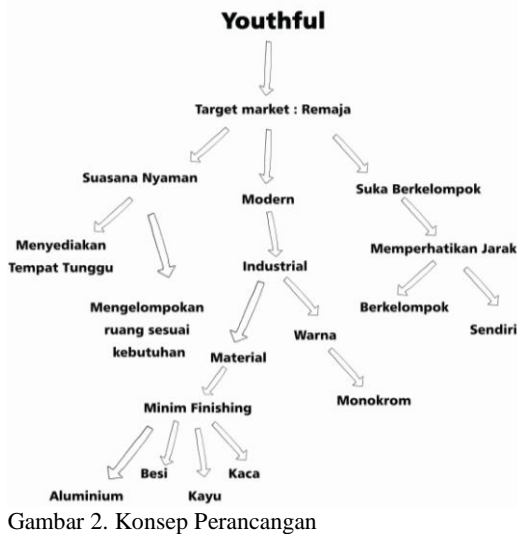 Youthful
Target market : Remaja
Suasana Nyaman
Modern
Suka Berkelompok
Menyediakan
Tempat Tunggu
Industrial
Memperhatikan Jarak
Mengelompokan
ruang sesuai
kebutuhan
Material
Warna
Berkelompok
Sendiri
Minim Finishing
Monokrom
Aluminium
Besi
Kayu
Kaca
Gambar 2. Konsep Perancangan